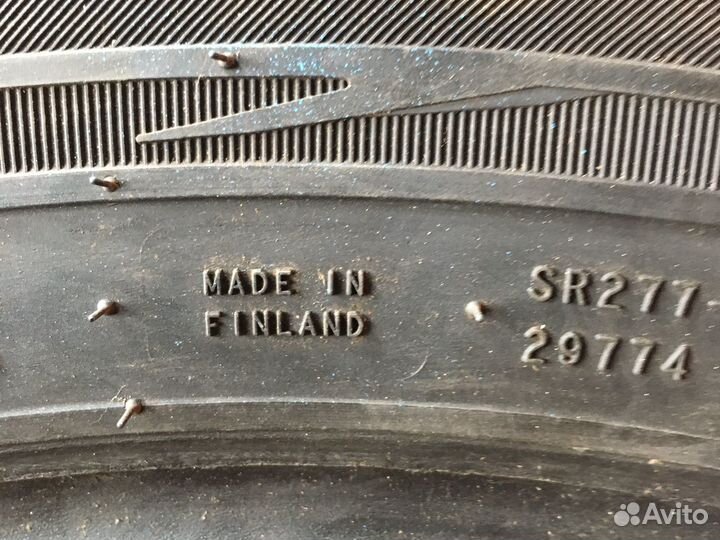 MADE IN
FINLAND
SR277-
29774
Avito